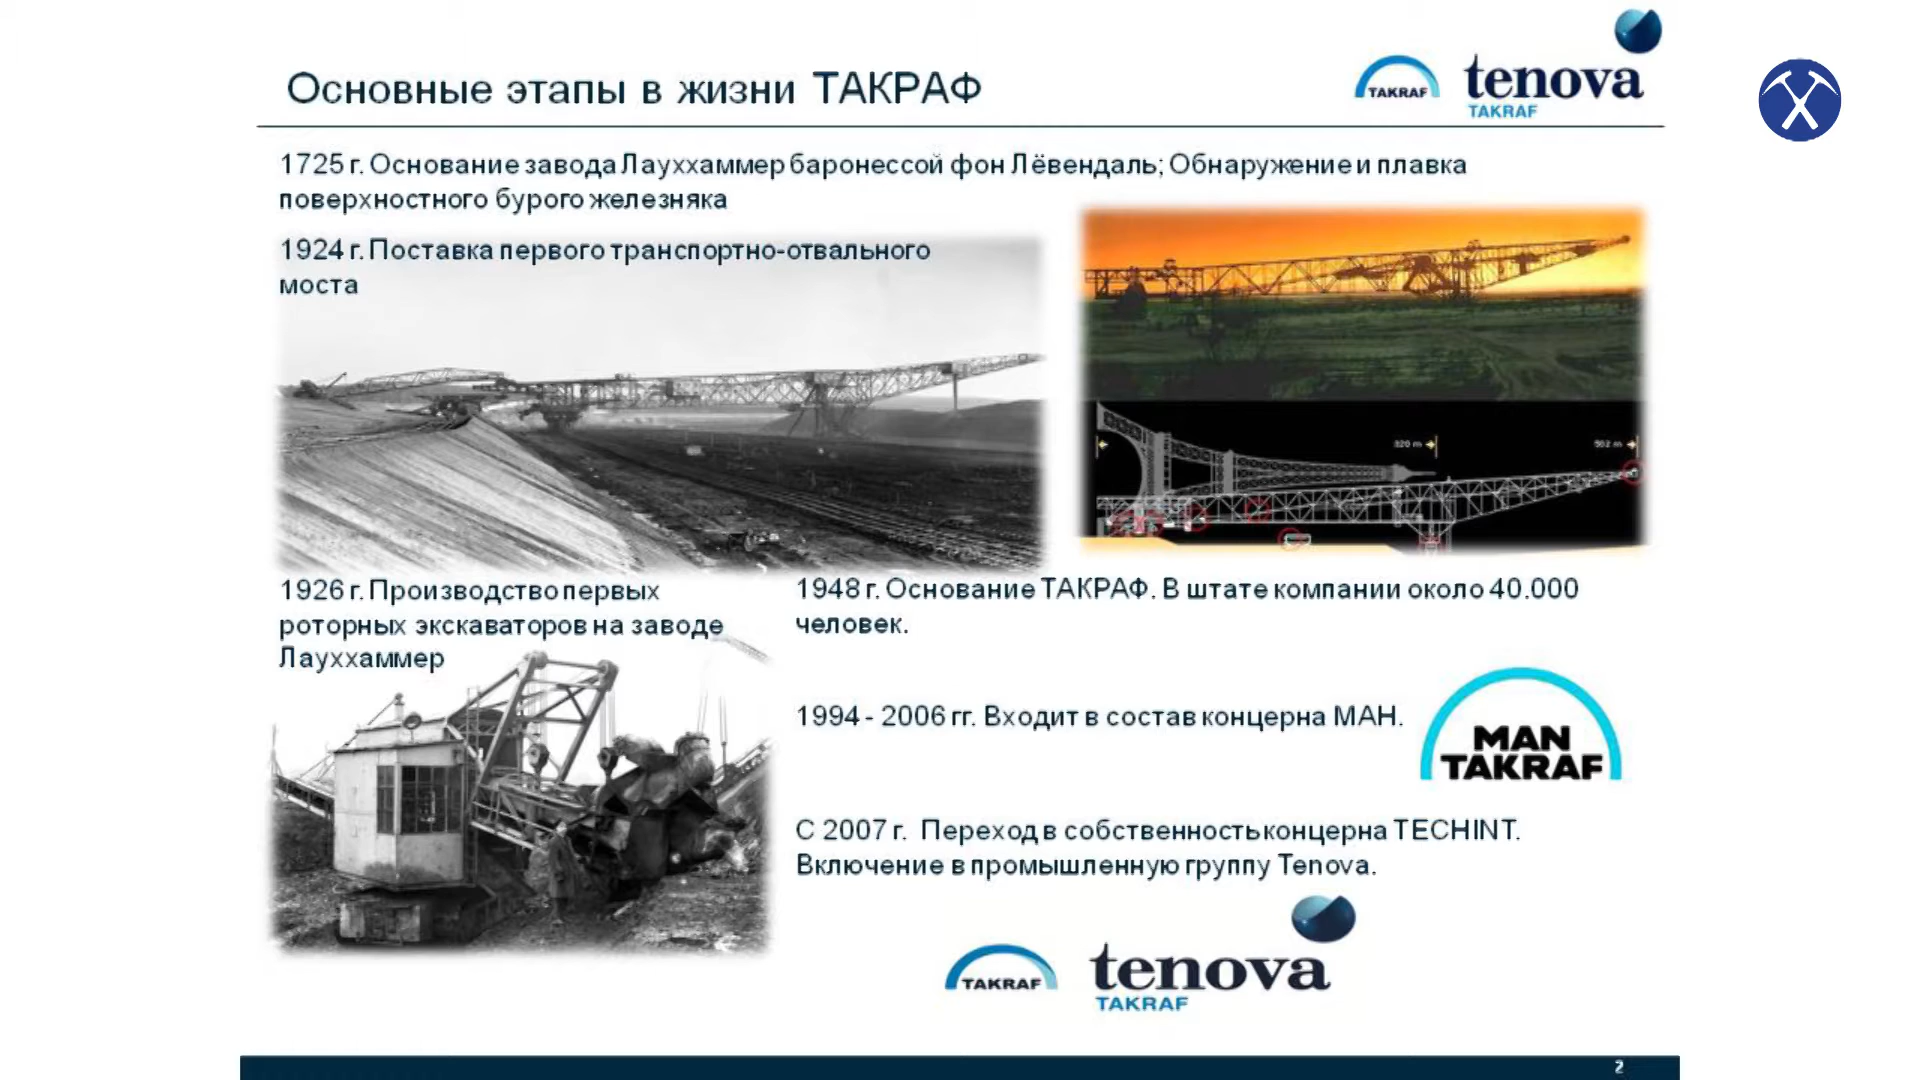 Основные этапы в жизни ТАКРАФ
TAKRAF
tenova
TAKRAF
1725 г. Основание завода Лауххаммер баронессой фон Лёвендаль; Обнаружение и плавка
поверхностного бурого железняка
1924 г. Поставка первого транспортно-отвального
моста
320 m
502 m
1926 г. Производство первых
роторных экскаваторов на заводе
Лауххаммер
1948 г. Основание ТАКРАФ. В штате компании около 40.000
человек.
1994 - 2006 гг. Входит в состав концерна МАН.
MAN
TAKRAF
С 2007 г. Переход в собственность концерна TECHINT.
Включение в промышленную группу Tenova.
TAKRAF
tenova
TAKRAF
2